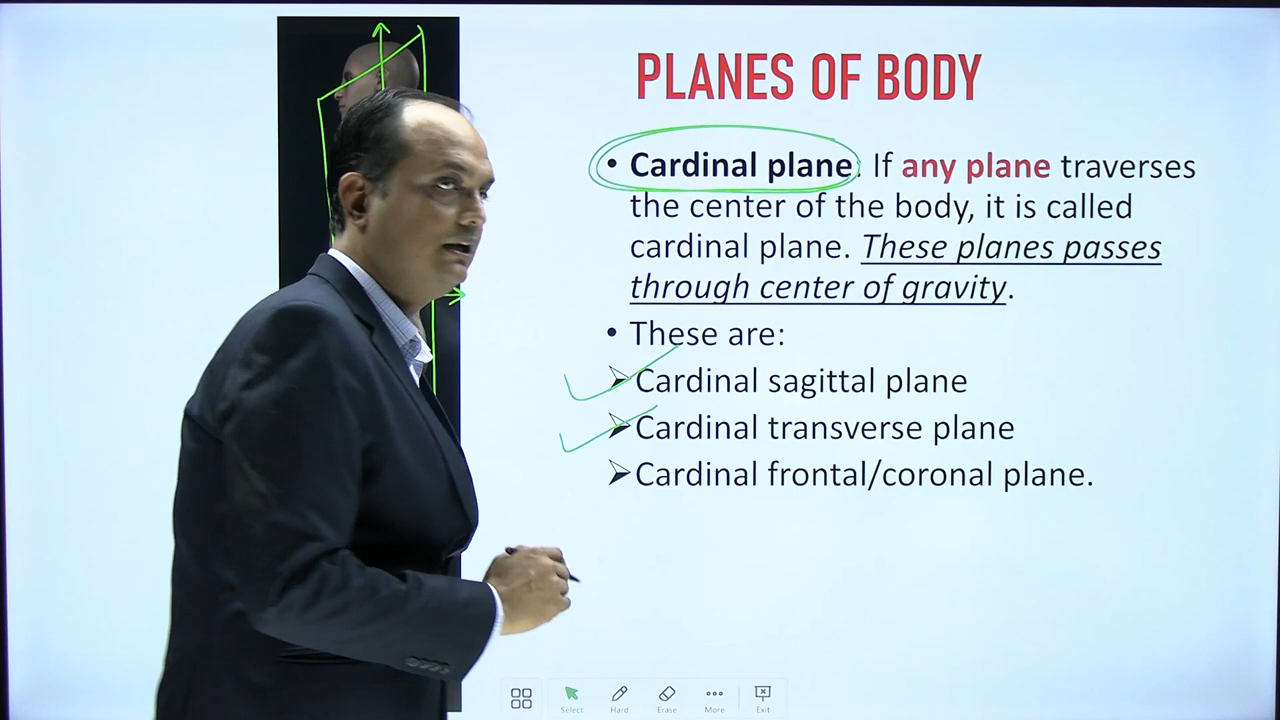 PLANES OF BODY
• Cardinal plane: If any plane traverses
the center of the body, it is called
cardinal plane. These planes passes
through center of gravity.
• These are:
➢Cardinal sagittal plane
➢Cardinal transverse plane
➢Cardinal frontal/coronal plane.
Select Hard Erase More Exit